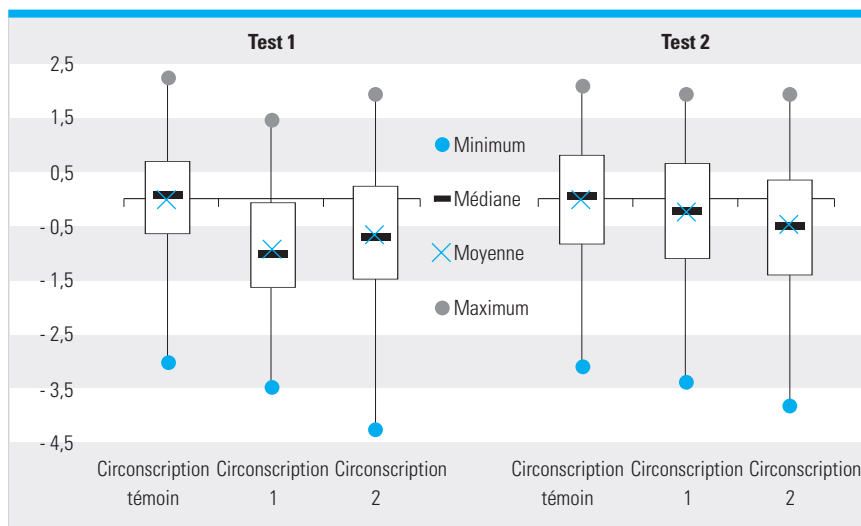 Test 1
Test 2
2,5
1,5
0,5
- 0,5
- 1,5
- 2,5
- 3,5
- 4,5
Minimum
Médiane
Moyenne
Maximum
Circonscription témoin
Circonscription 1
Circonscription 2
Circonscription témoin
Circonscription 1
Circonscription 2